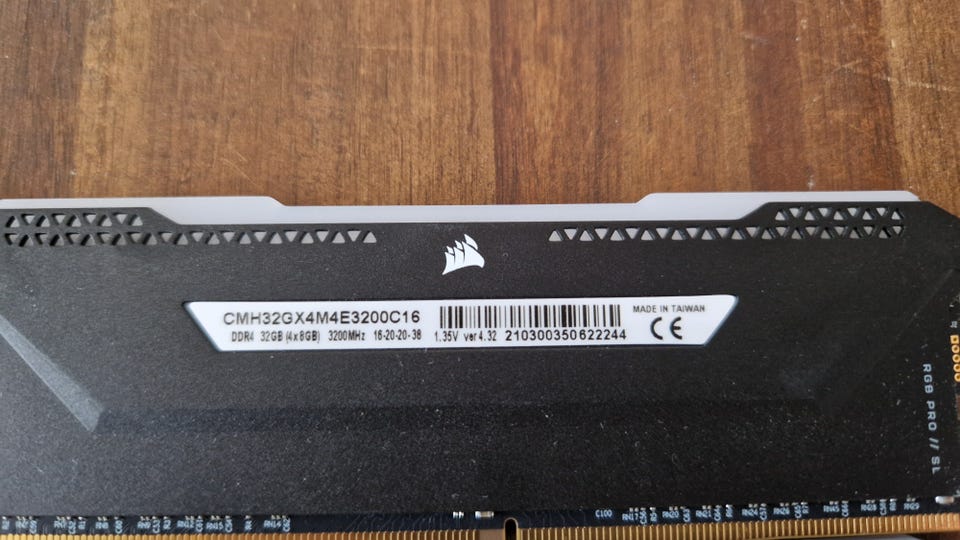 CMH32GX4M4E3200C16
DDR4 32GB (4x8GB) 3200MHz 16-20-20-38 1.35V ver4.32 210300350622244
MADE IN TAIWAN
CE
RGB PRO // SL
C100